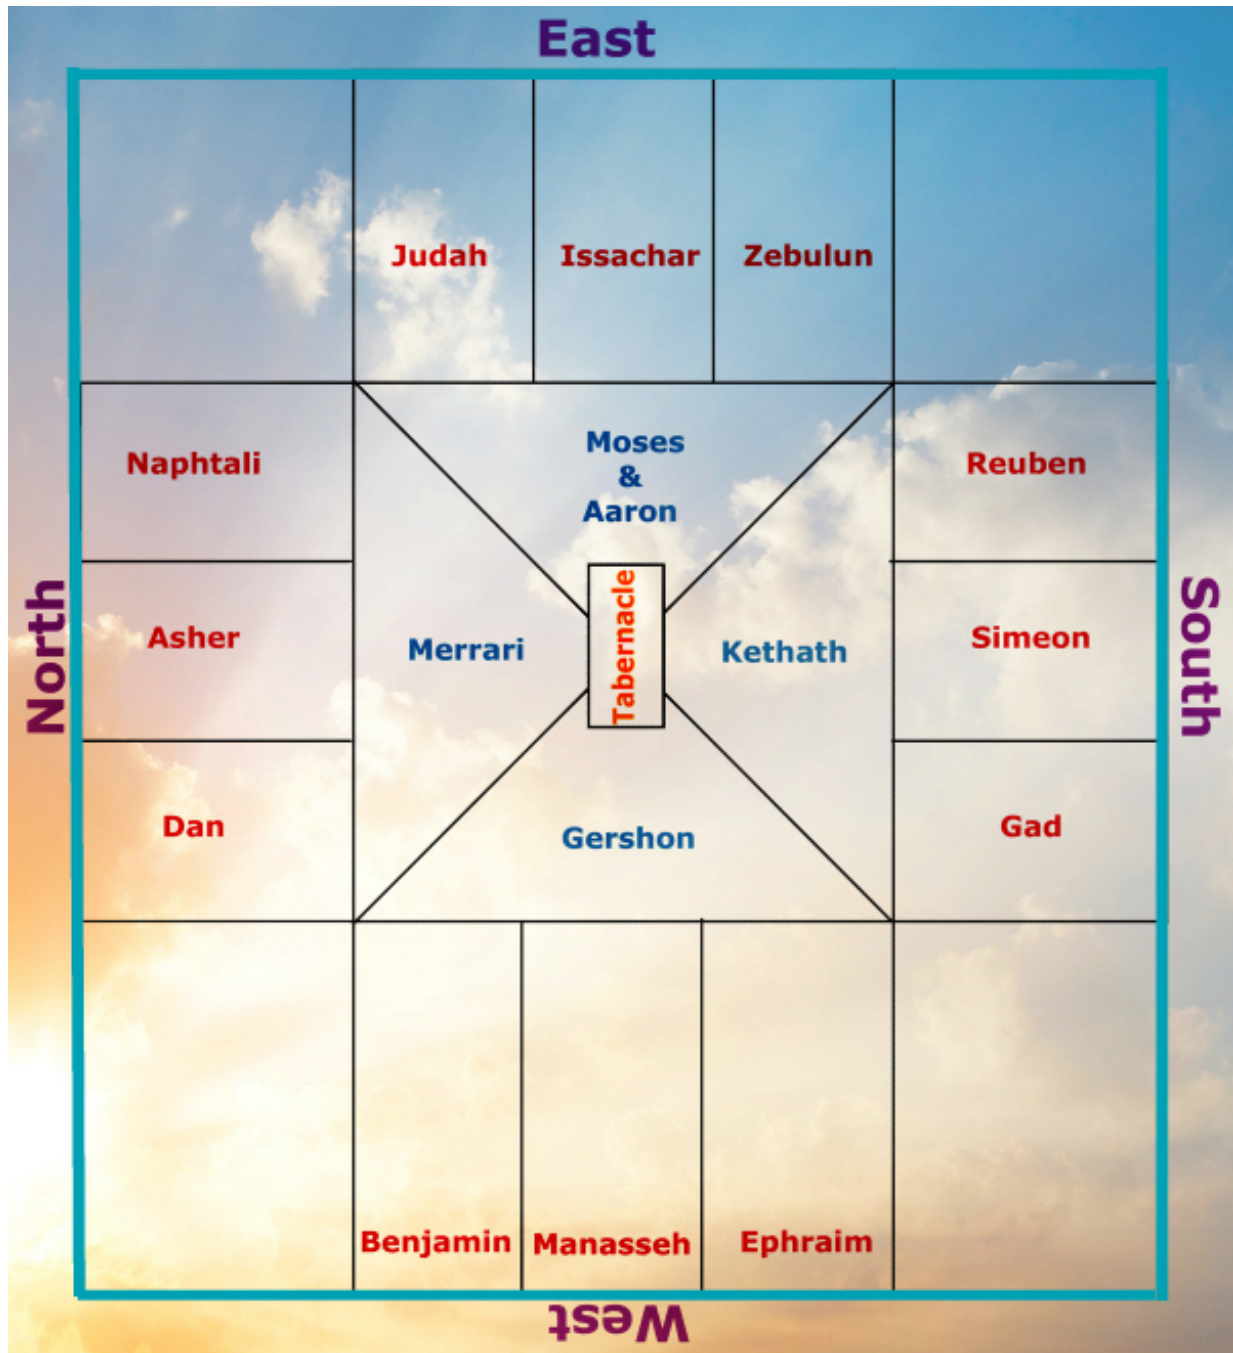 East
Judah
Issachar
Zebulun
Naphtali
Moses
&
Aaron
Reuben
North
Asher
Merrari
Tabernacle
Kethath
Simeon
South
Dan
Gershon
Gad
Benjamin
Manasseh
Ephraim
West